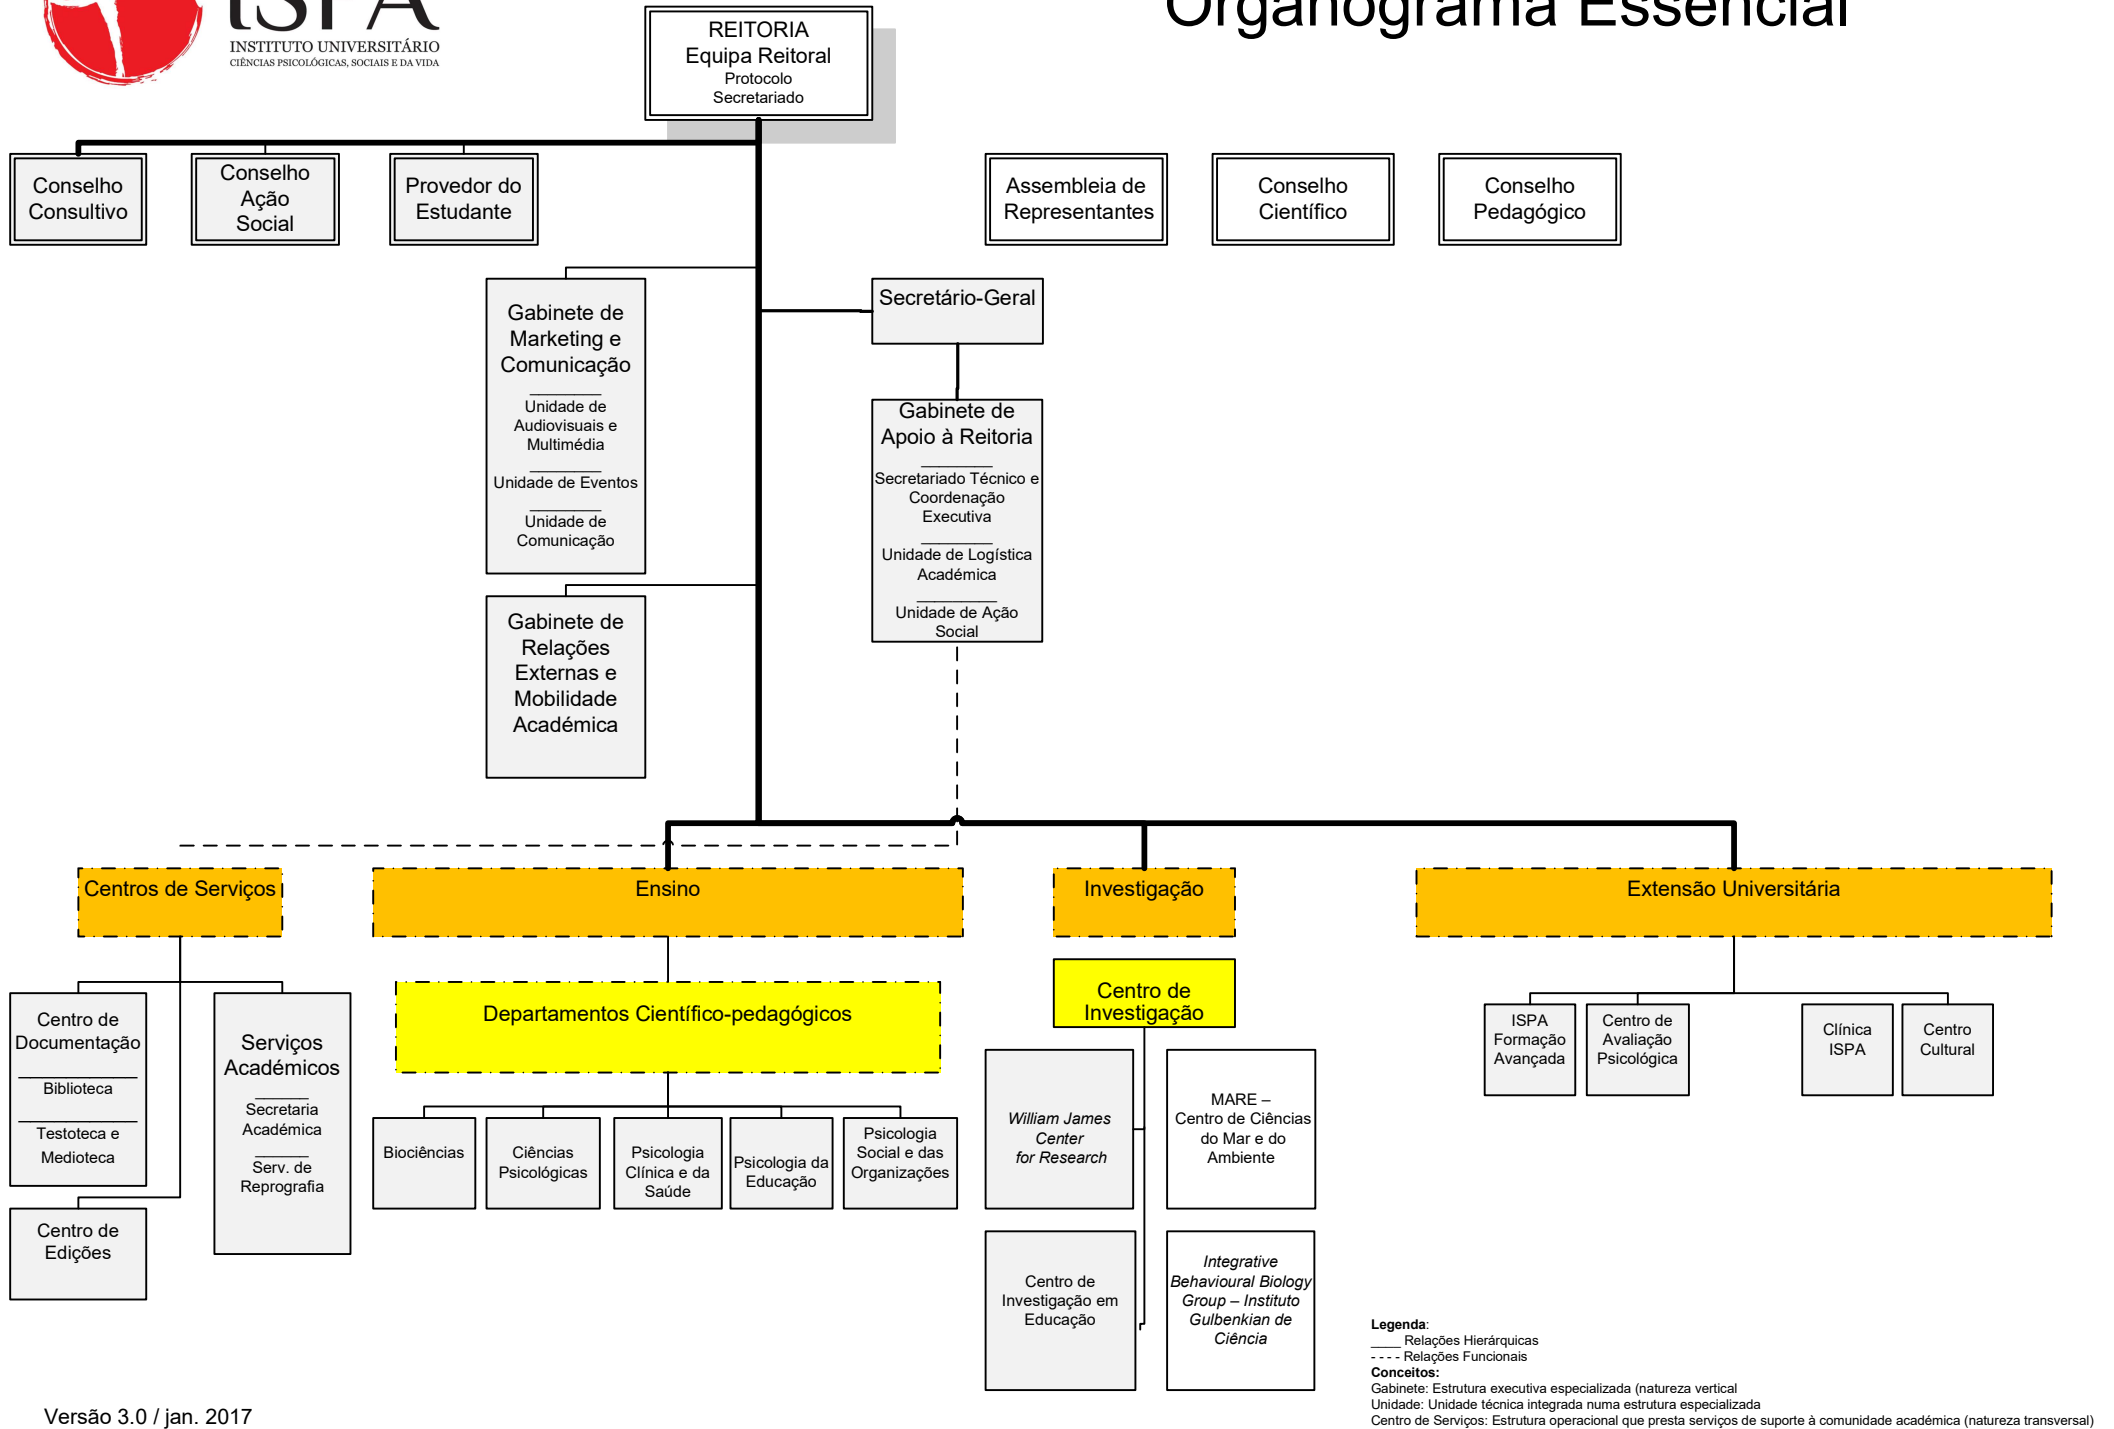 Organograma Essencial
ISPA
INSTITUTO UNIVERSITÁRIO
CIÊNCIAS PSICOLÓGICAS, SOCIAIS E DA VIDA
REITORIA
Equipa Reitoral
Protocolo
Secretariado
Conselho
Consultivo
Conselho
Ação
Social
Provedor do
Estudante
Assembleia de
Representantes
Conselho
Científico
Conselho
Pedagógico
Gabinete de
Marketing e
Comunicação
Unidade de
Audiovisuais e
Multimédia
Unidade de Eventos
Unidade de
Comunicação
Secretário-Geral
Gabinete de
Apoio à Reitoria
Secretariado Técnico e
Coordenação
Executiva
Unidade de Logística
Académica
Unidade de Ação
Social
Gabinete de
Relações
Externas e
Mobilidade
Académica
Centros de Serviços
Ensino
Investigação
Extensão Universitária
Centro de
Documentação
Biblioteca
Testoteca e
Medioteca
Serviços
Académicos
Secretaria
Académica
Serv. de
Reprografia
Centro de
Edições
Departamentos Científico-pedagógicos
Biociências
Ciências
Psicológicas
Psicologia
Clínica e da
Saúde
Psicologia da
Educação
Psicologia
Social e das
Organizações
Centro de
Investigação
William James
Center
for Research
MARE –
Centro de Ciências
do Mar e do
Ambiente
Centro de
Investigação em
Educação
Integrative
Behavioural Biology
Group – Instituto
Gulbenkian de
Ciência
ISPA
Formação
Avançada
Centro de
Avaliação
Psicológica
Clínica
ISPA
Centro
Cultural
Legenda:
____ Relações Hierárquicas
- - - - Relações Funcionais
Conceitos:
Gabinete: Estrutura executiva especializada (natureza vertical
Unidade: Unidade técnica integrada numa estrutura especializada
Centro de Serviços: Estrutura operacional que presta serviços de suporte à comunidade académica (natureza transversal)
Versão 3.0 / jan. 2017